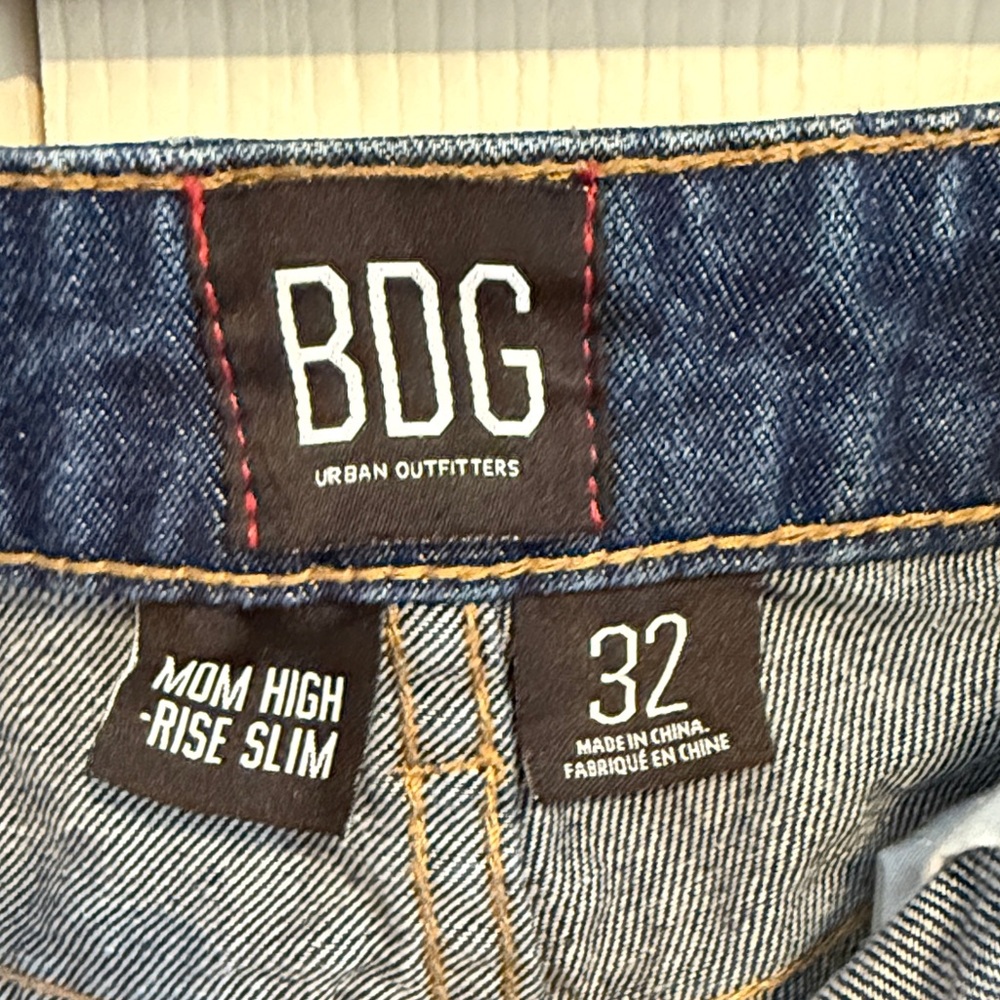 BDG
URBAN OUTFITTERS
MOM HIGH
-RISE SLIM
32
MADE IN CHINA.
FABRIQUÉ EN CHINE